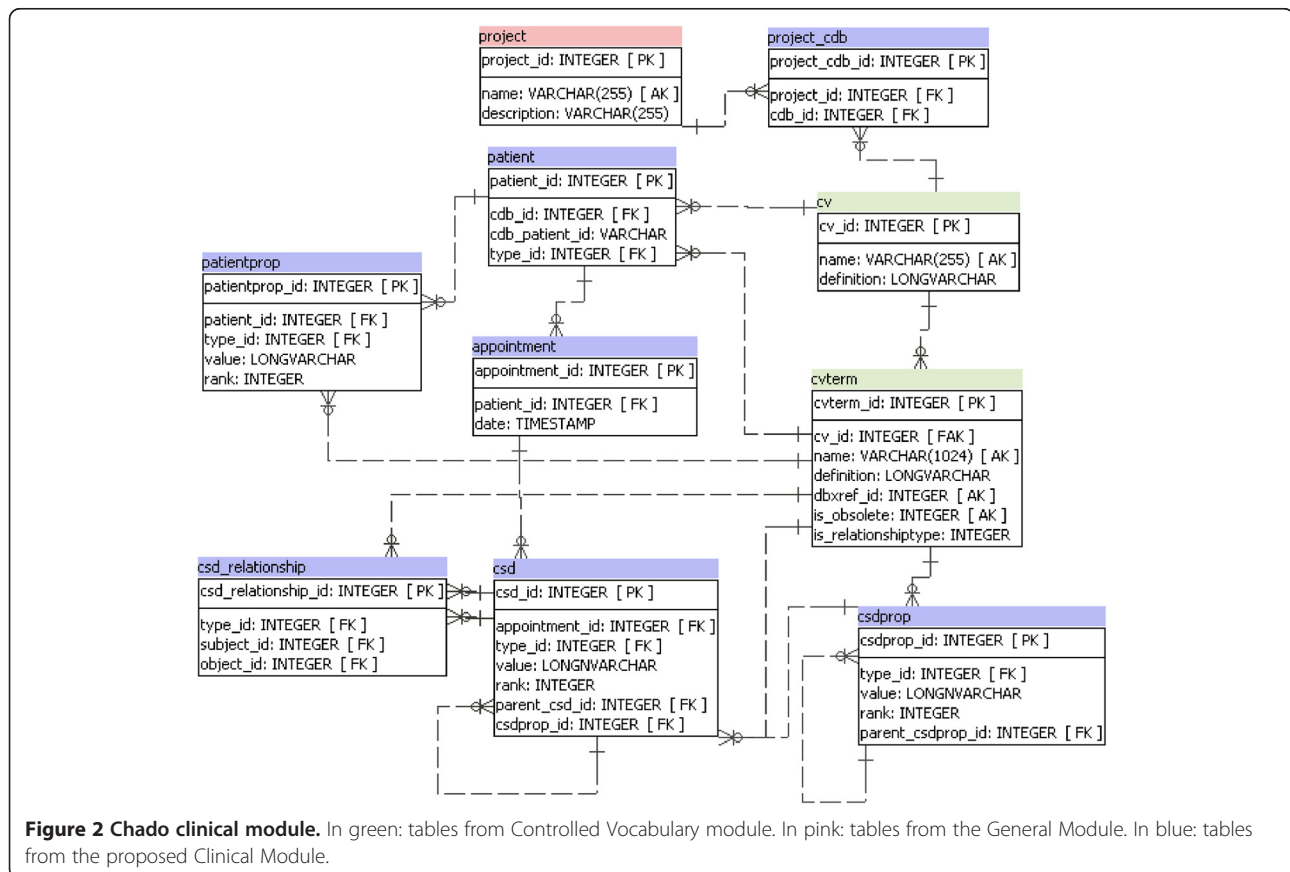 project
project_id: INTEGER [ PK ]
name: VARCHAR(255) [ AK ]
description: VARCHAR(255)
project_cdb
project_cdb_id: INTEGER [ PK ]
project_id: INTEGER [ FK ]
cdb_id: INTEGER [ FK ]
patient
patient_id: INTEGER [ PK ]
cdb_id: INTEGER [ FK ]
cdb_patient_id: VARCHAR
type_id: INTEGER [ FK ]
cv
cv_id: INTEGER [ PK ]
name: VARCHAR(255) [ AK ]
definition: LONGVARCHAR
patientprop
patientprop_id: INTEGER [ PK ]
patient_id: INTEGER [ FK ]
type_id: INTEGER [ FK ]
value: LONGVARCHAR
rank: INTEGER
appointment
appointment_id: INTEGER [ PK ]
patient_id: INTEGER [ FK ]
date: TIMESTAMP
cvterm
cvterm_id: INTEGER [ PK ]
cv_id: INTEGER [ FAK ]
name: VARCHAR(1024) [ AK ]
definition: LONGVARCHAR
dbxref_id: INTEGER [ AK ]
is_obsolete: INTEGER [ AK ]
is_relationshiptype: INTEGER
csd_relationship
csd_relationship_id: INTEGER [ PK ]
type_id: INTEGER [ FK ]
subject_id: INTEGER [ FK ]
object_id: INTEGER [ FK ]
csd
csd_id: INTEGER [ PK ]
appointment_id: INTEGER [ FK ]
type_id: INTEGER [ FK ]
value: LONGNVARCHAR
rank: INTEGER
parent_csd_id: INTEGER [ FK ]
csdprop_id: INTEGER [ FK ]
csdprop
csdprop_id: INTEGER [ PK ]
type_id: INTEGER [ FK ]
value: LONGNVARCHAR
rank: INTEGER
parent_csdprop_id: INTEGER [ FK ]
Figure 2 Chado clinical module. In green: tables from Controlled Vocabulary module. In pink: tables from the General Module. In blue: tables
from the proposed Clinical Module.